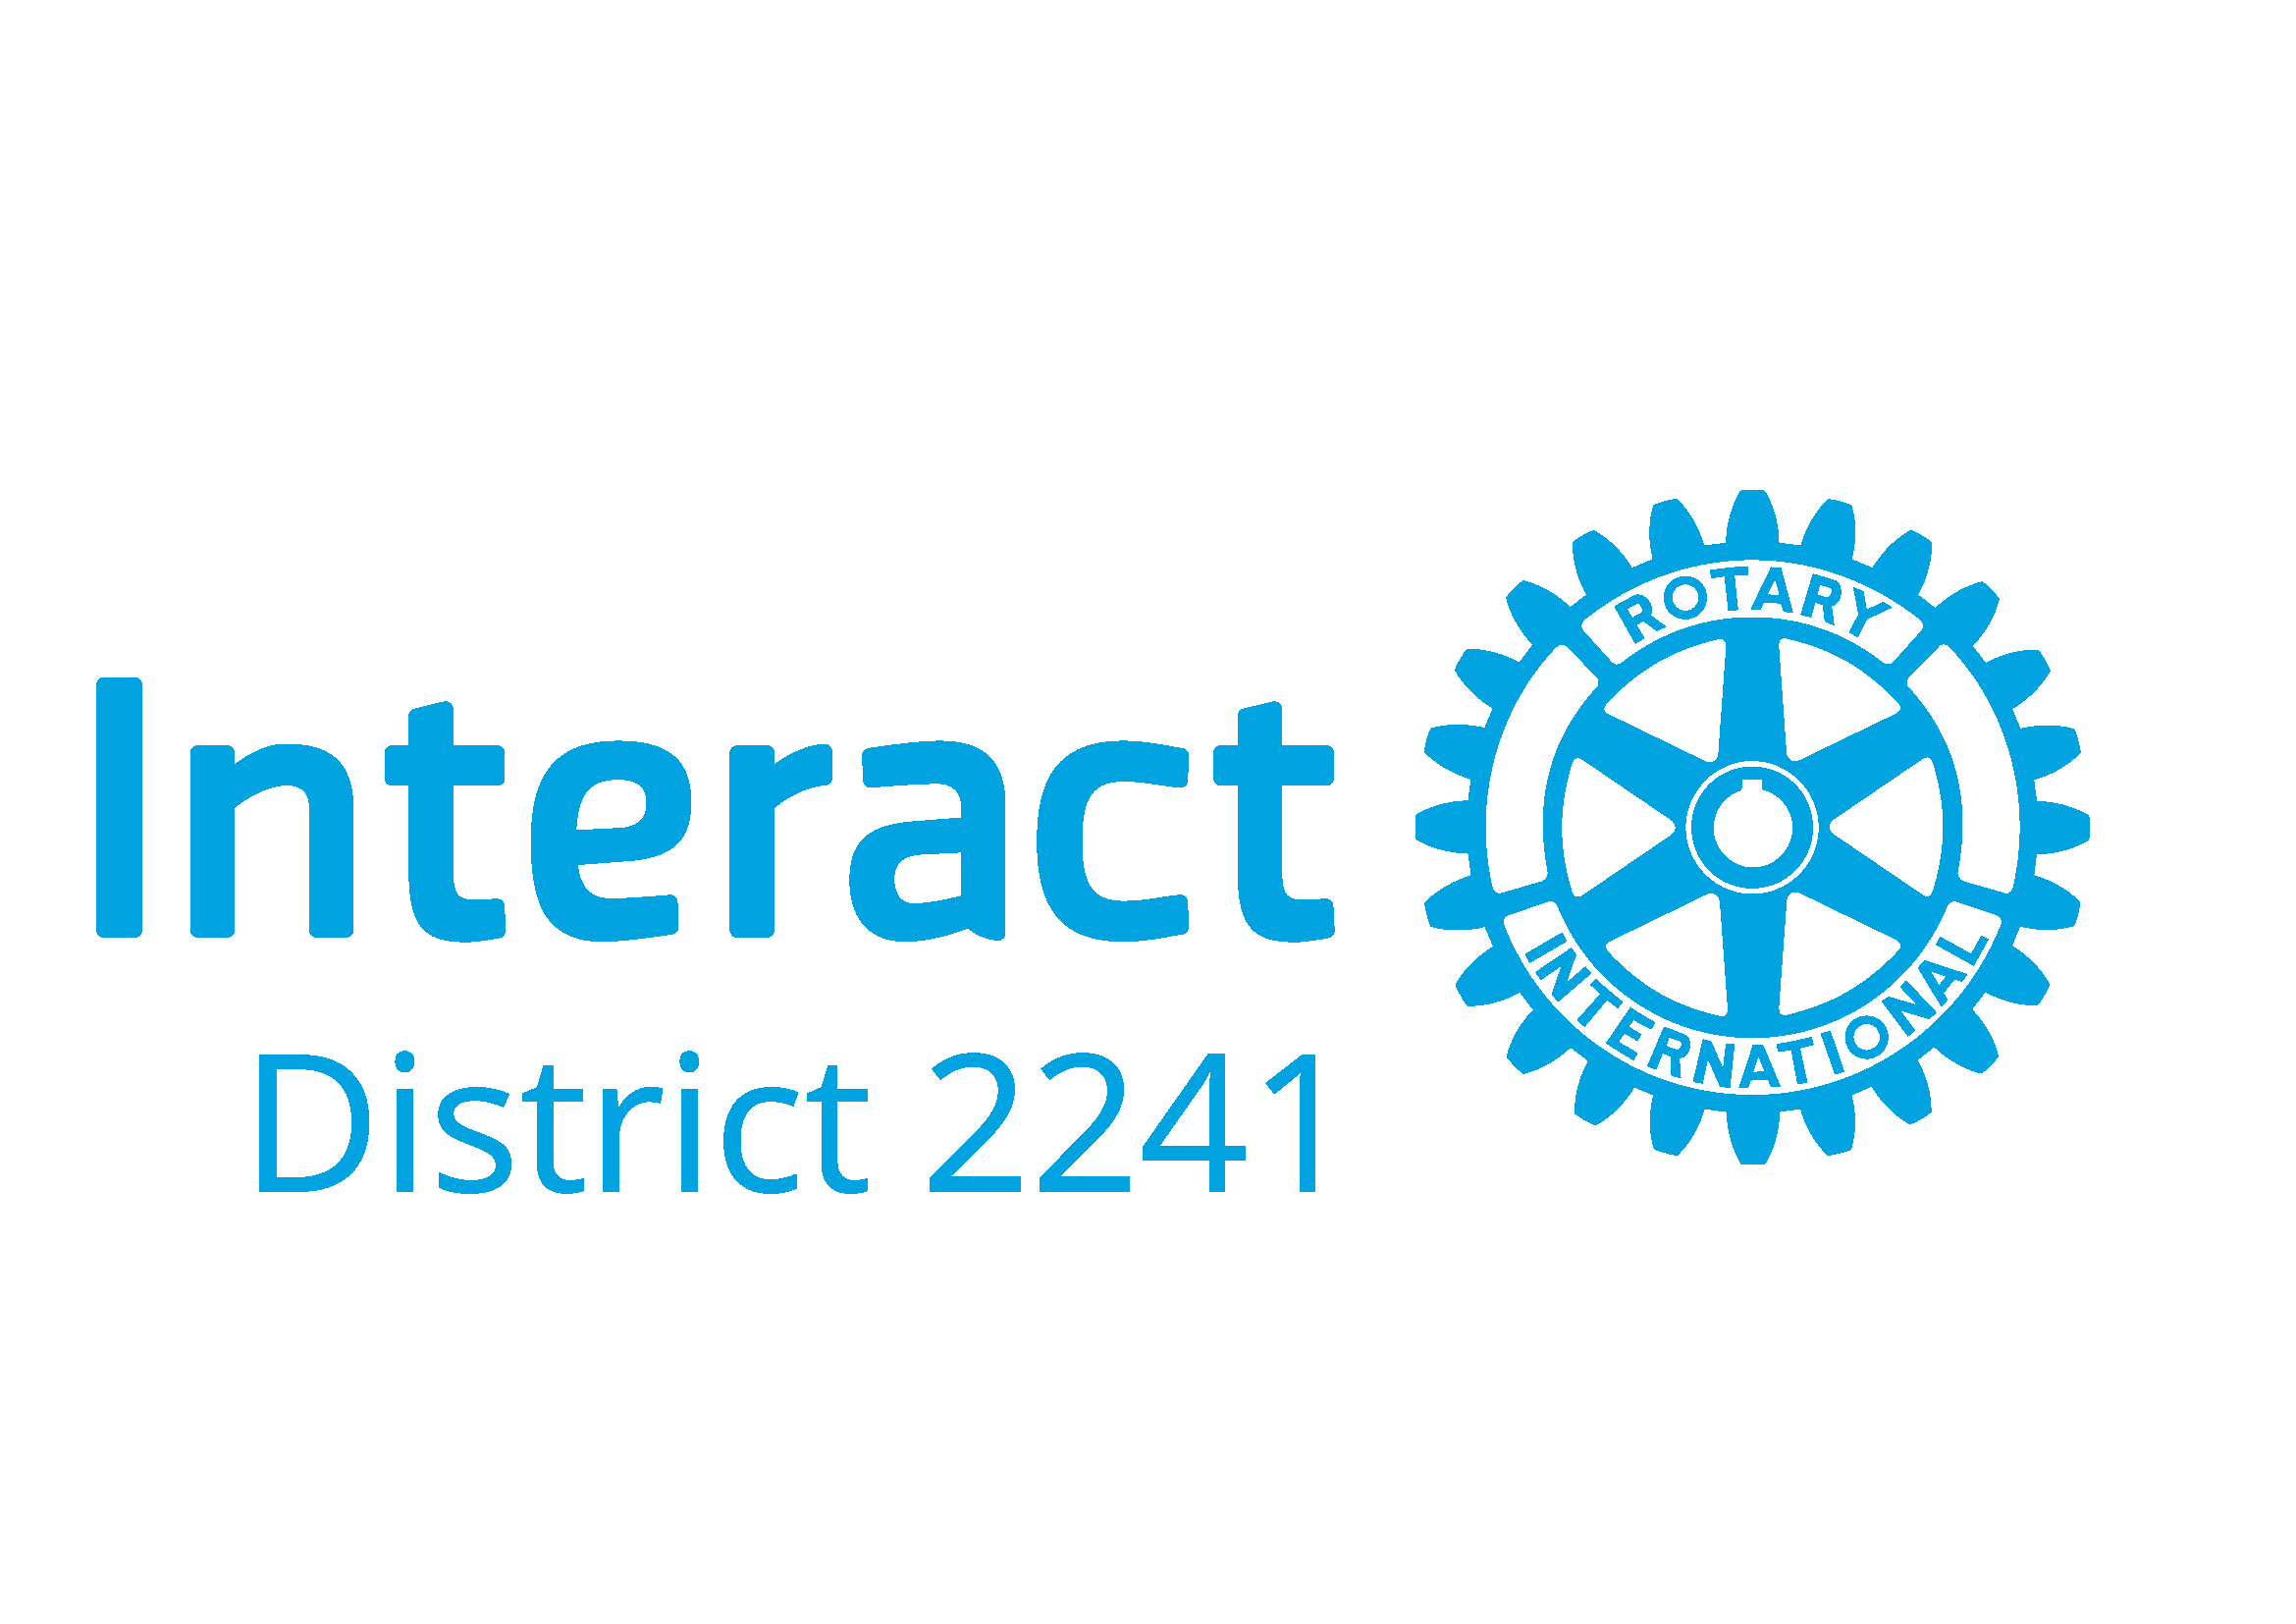 Interact
District 2241
ROTARY
INTERNATIONAL